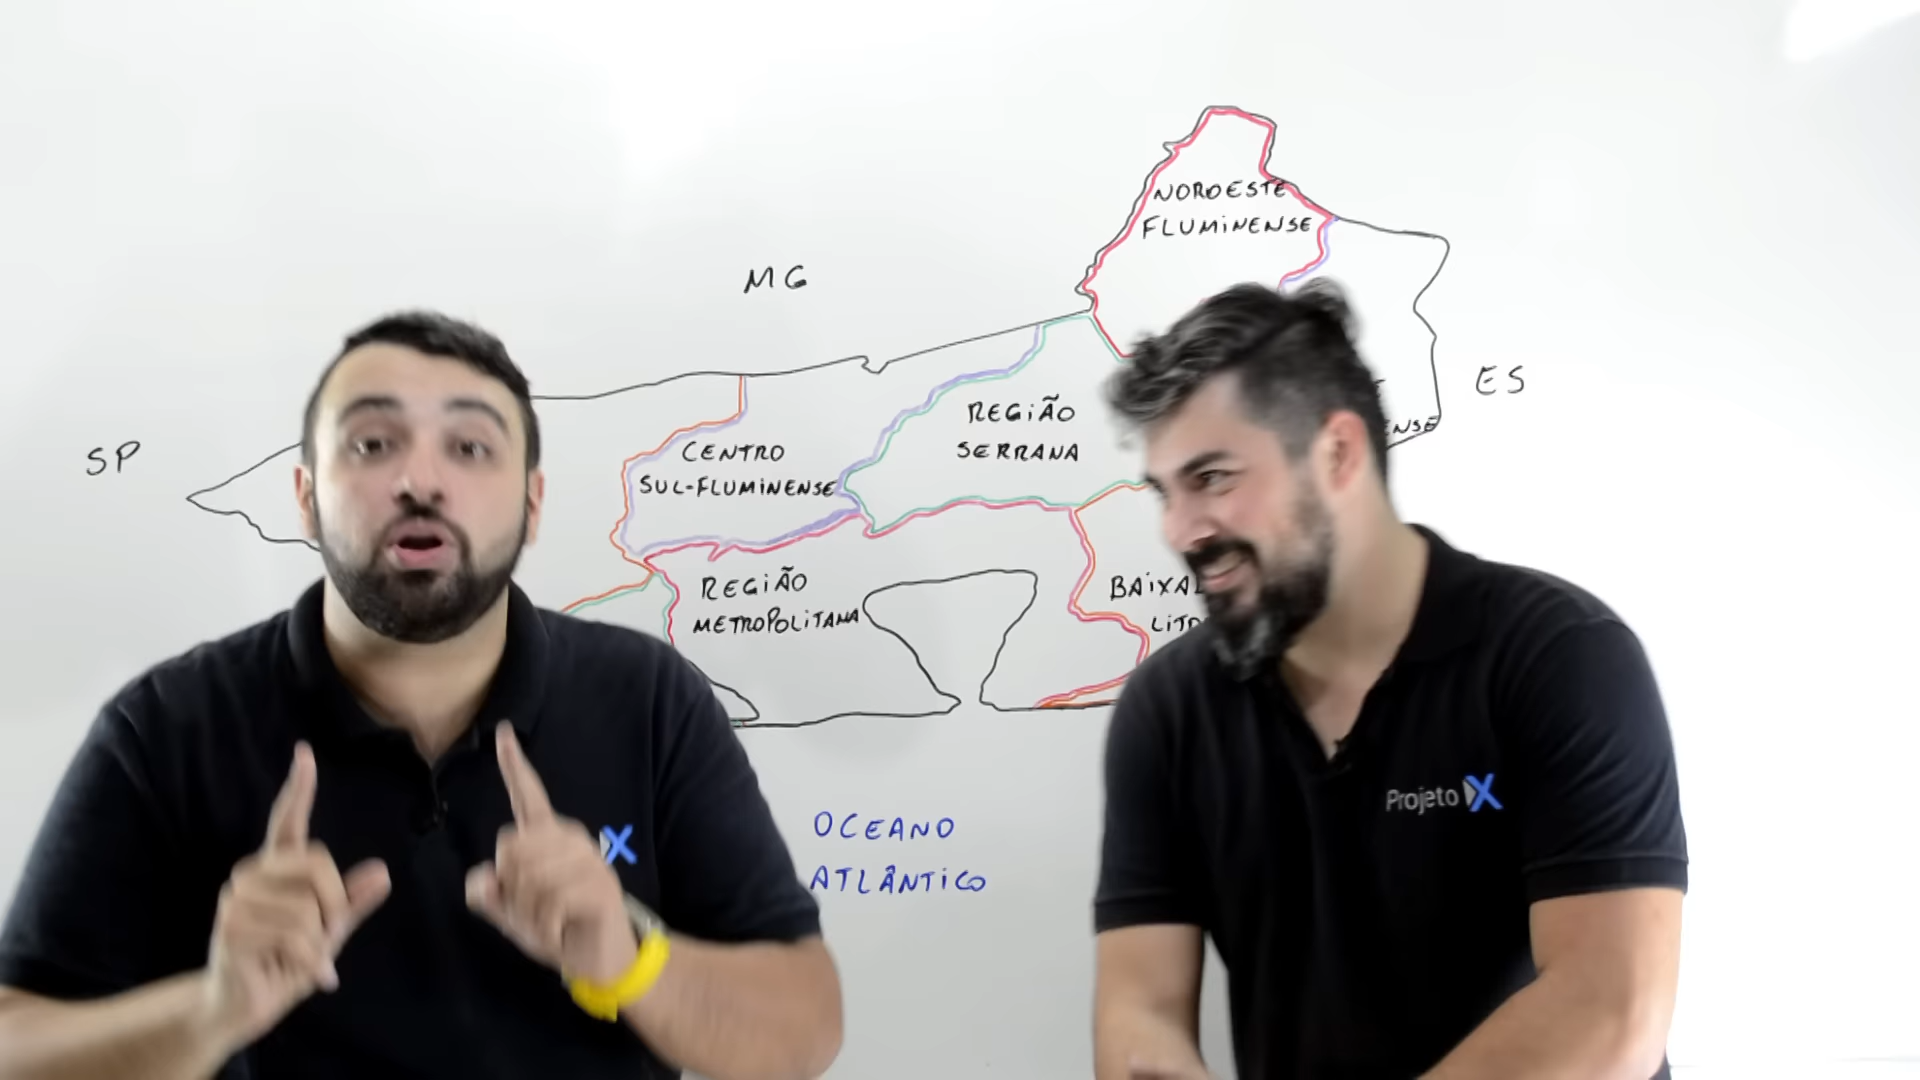 NOROESTE
FLUMINENSE
MG
ES
SP
REGIÃO
SERRANA
CENTRO
SUL-FLUMINENSE
REGIÃO
METROPOLITANA
OCEANO
ATLÂNTICO
Projeto X
X